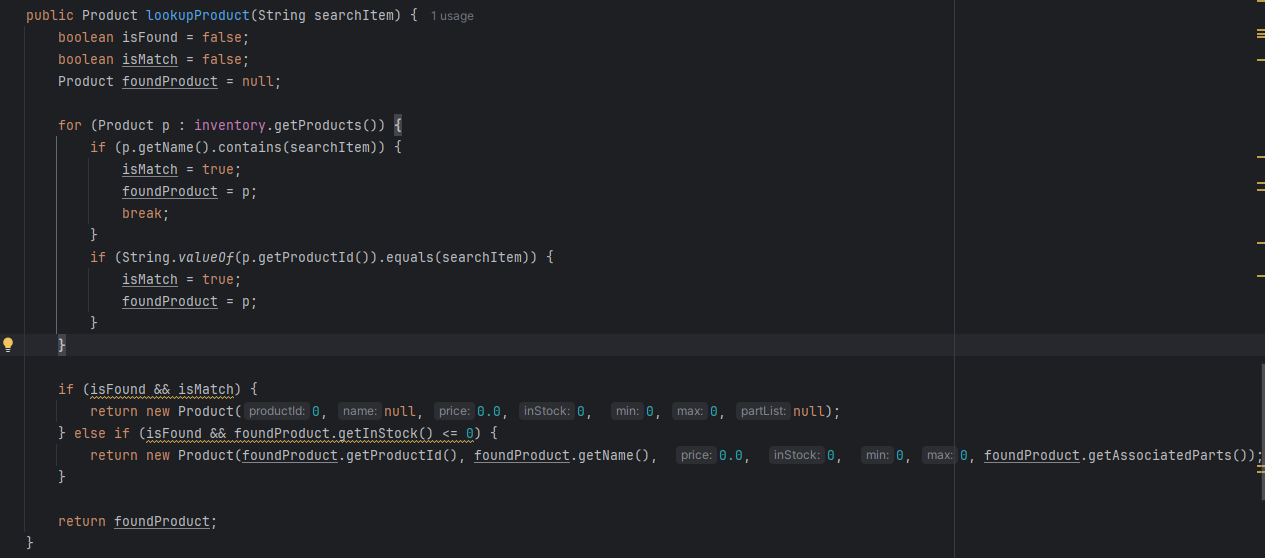 public Product lookupProduct(String searchItem) { 1 usage
boolean isFound = false;
boolean isMatch = false;
Product foundProduct = null;
for (Product p : inventory.getProducts()) {
if (p.getName().contains(searchItem)) {
isMatch = true;
foundProduct = p;
break;
}
if (String.valueOf(p.getProductId()).equals(searchItem)) {
isMatch = true;
foundProduct = p;
}
}
if (isFound && isMatch) {
return new Product( productId: 0, name: null, price: 0.0, inStock: 0, min: 0, max: 0, partList: null);
} else if (isFound && foundProduct.getInStock() <= 0) {
return new Product(foundProduct.getProductId(), foundProduct.getName(), price: 0.0, inStock: 0, min: 0, max: 0, foundProduct.getAssociatedParts());
}
return foundProduct;
}